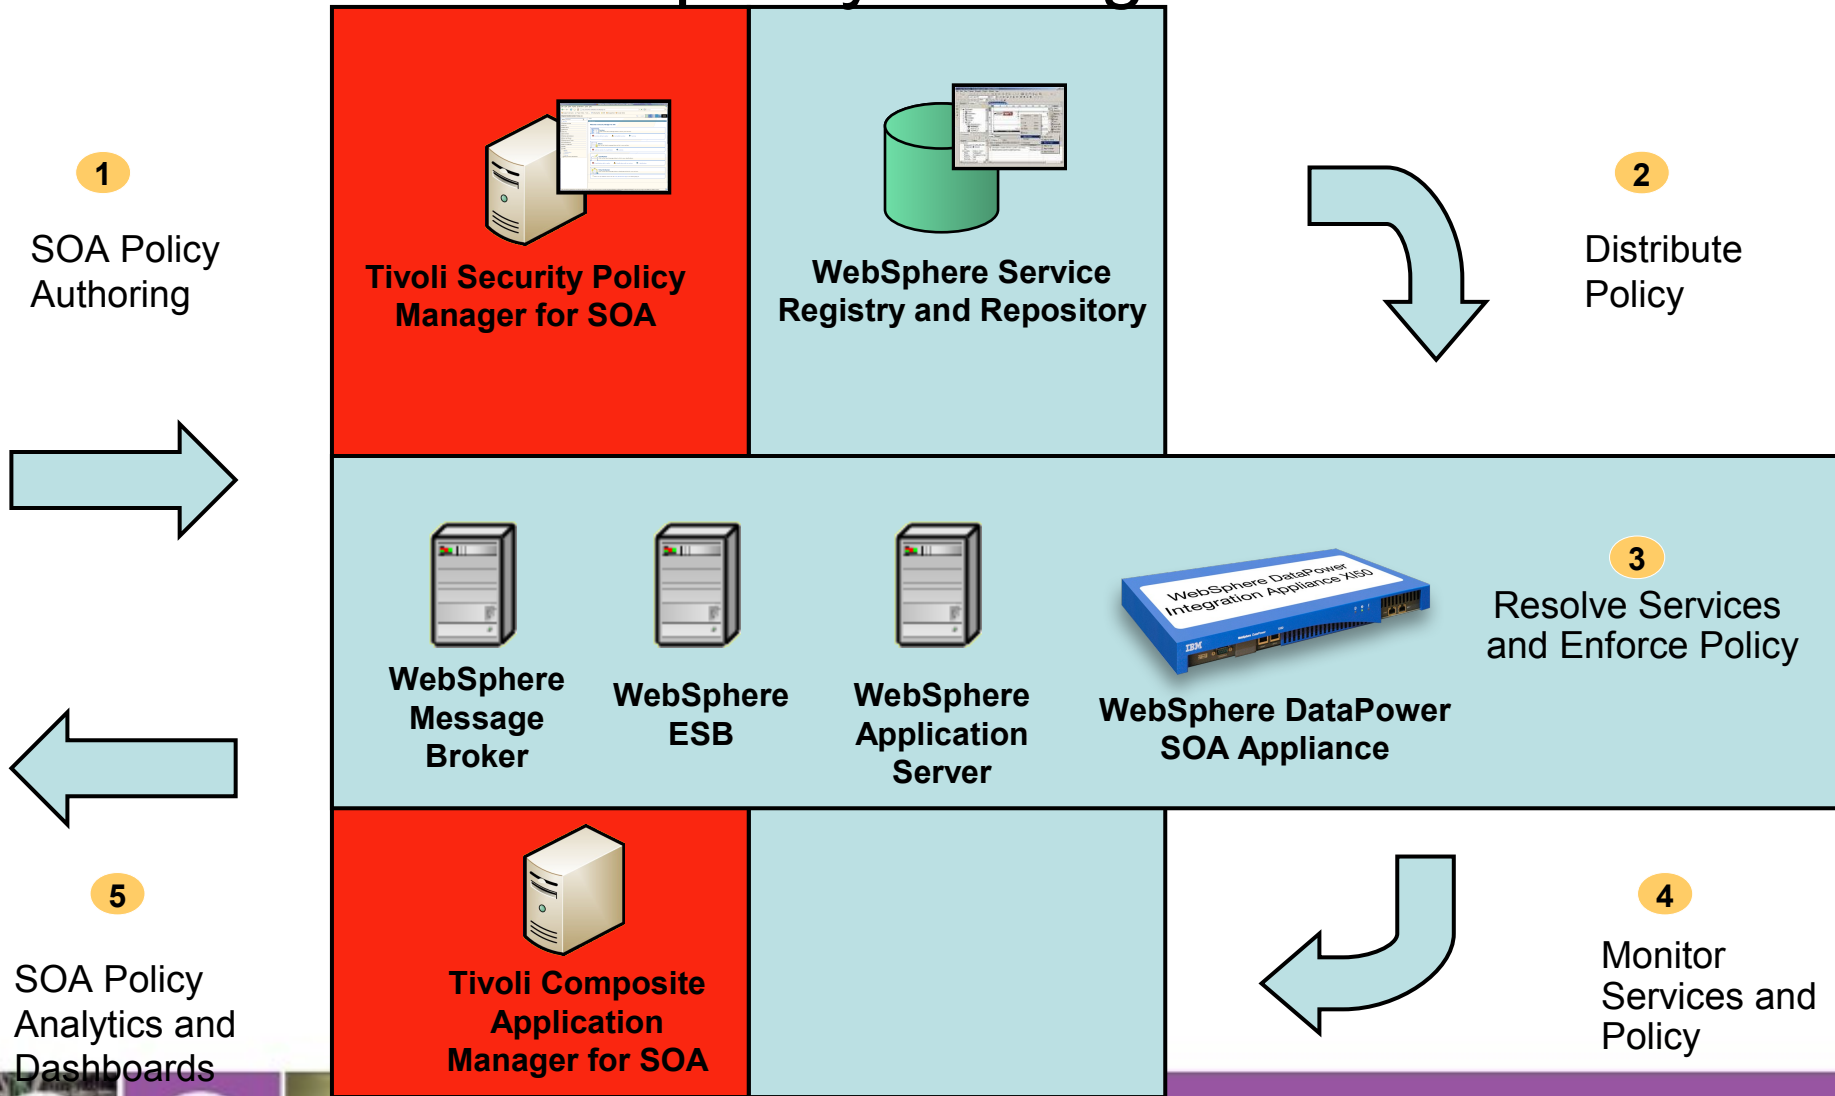 1
SOA Policy
Authoring
Tivoli Security Policy
Manager for SOA
WebSphere Service
Registry and Repository
2
Distribute
Policy
WebSphere
Message
Broker
WebSphere
ESB
WebSphere
Application
Server
WebSphere DataPower
Integration Appliance XI50
IBM
WebSphere DataPower
SOA Appliance
3
Resolve Services
and Enforce Policy
5
SOA Policy
Analytics and
Dashboards
Tivoli Composite
Application
Manager for SOA
4
Monitor
Services and
Policy